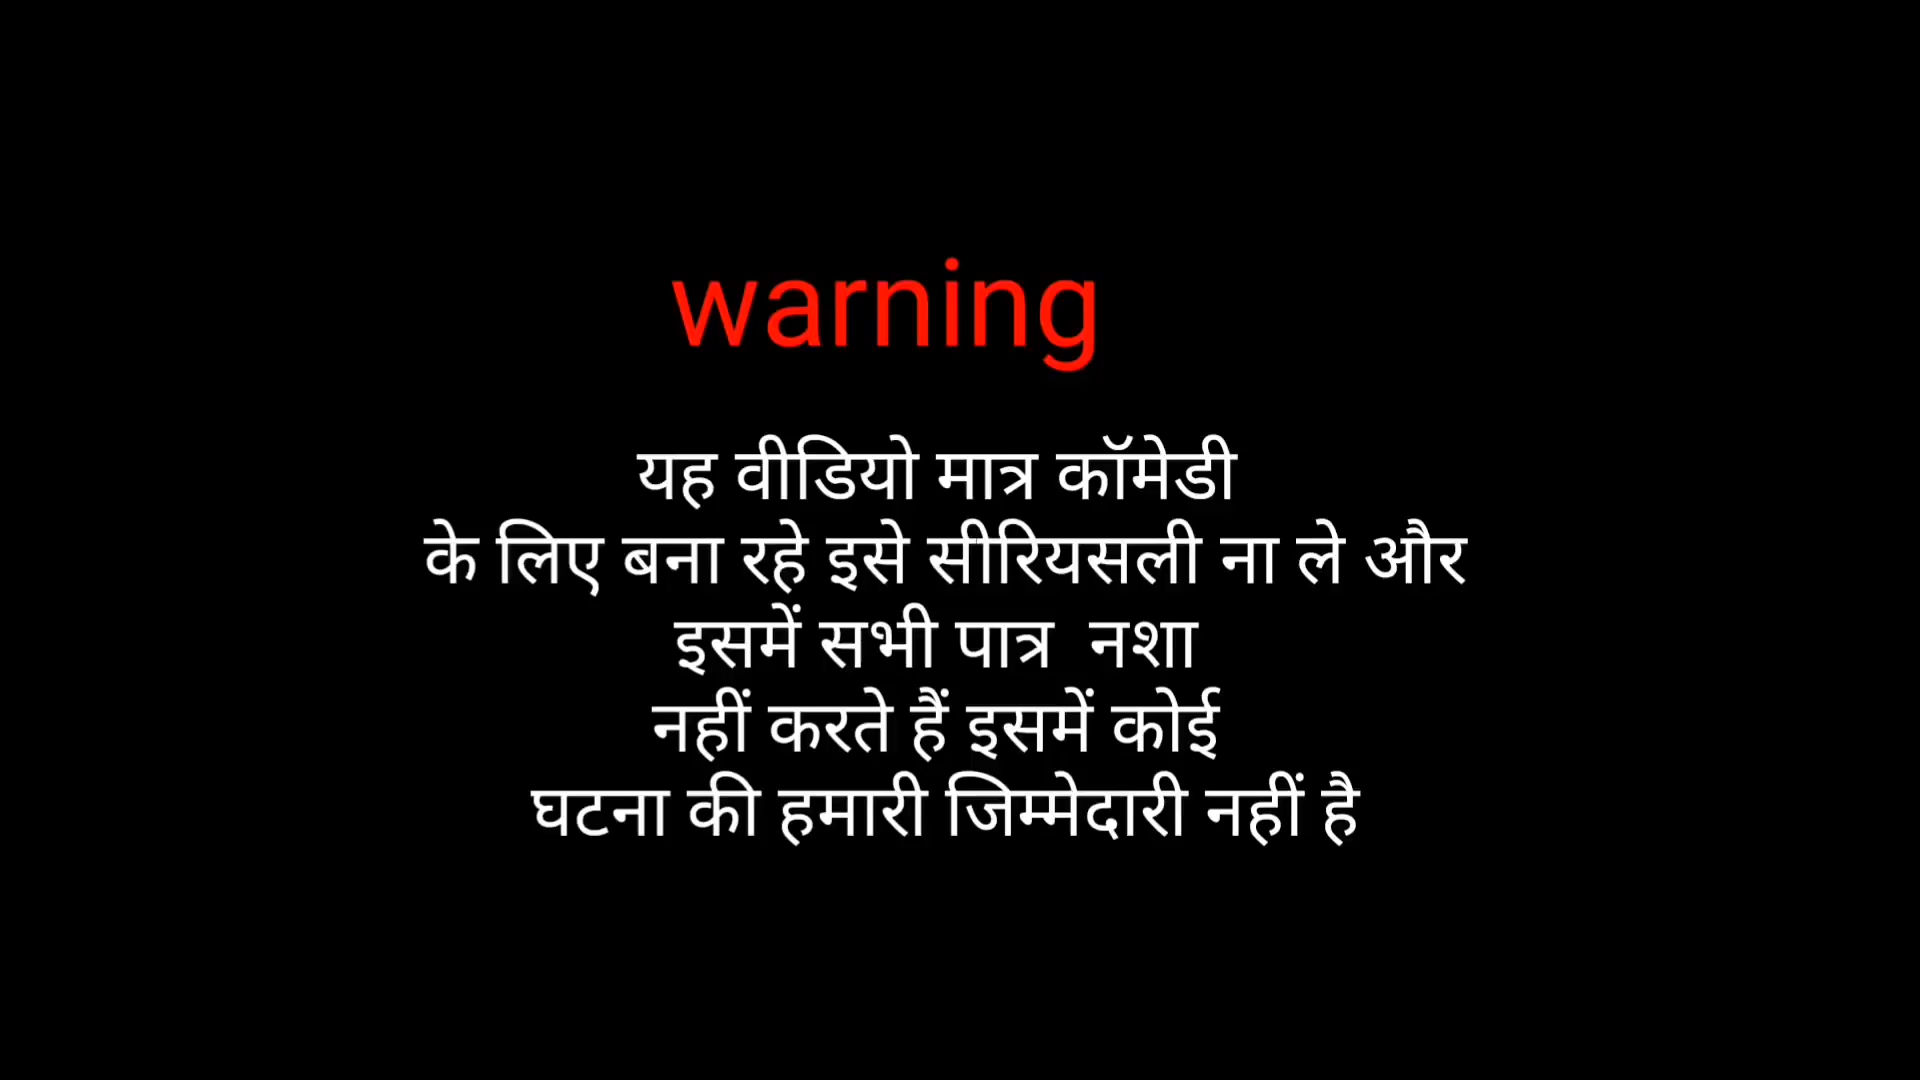 warning
यह वीडियो मात्र कॉमेडी
के लिए बना रहे इसे सीरियसली ना ले और
इसमें सभी पात्र  नशा
नहीं करते हैं इसमें कोई
घटना की हमारी जिम्मेदारी नहीं है